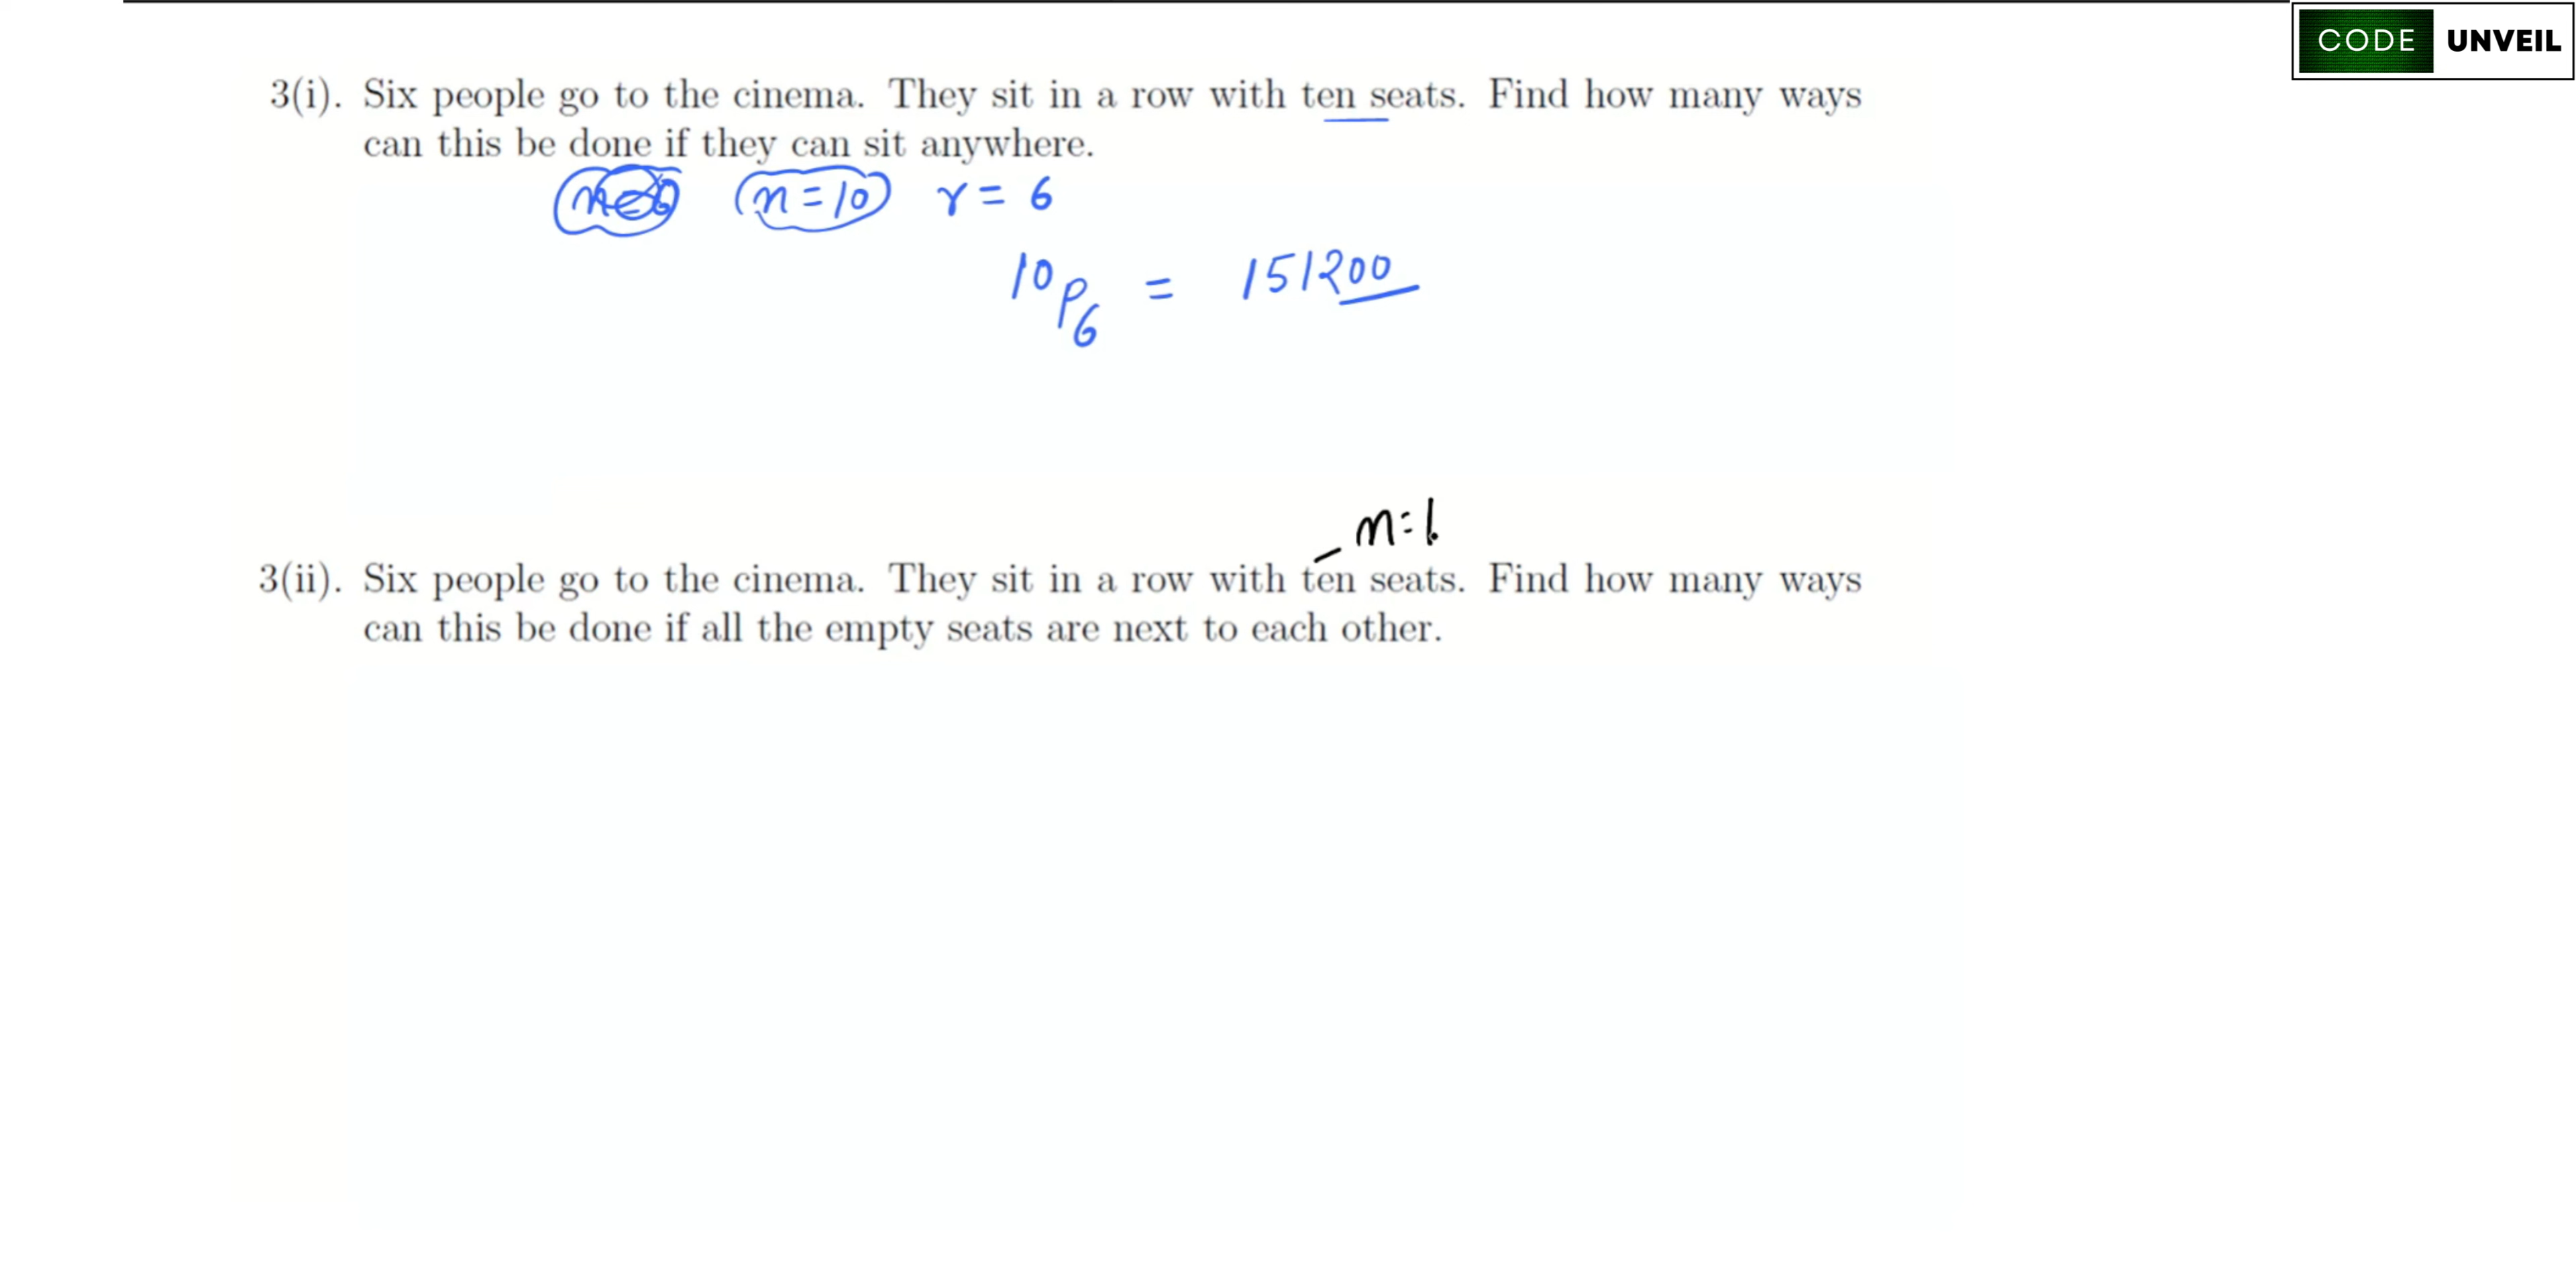 CODE UNVEIL
3(i). Six people go to the cinema. They sit in a row with ten seats. Find how many ways
can this be done if they can sit anywhere.
n=10 r = 6
10P6 = 151200
n=1
3(ii). Six people go to the cinema. They sit in a row with ten seats. Find how many ways
can this be done if all the empty seats are next to each other.